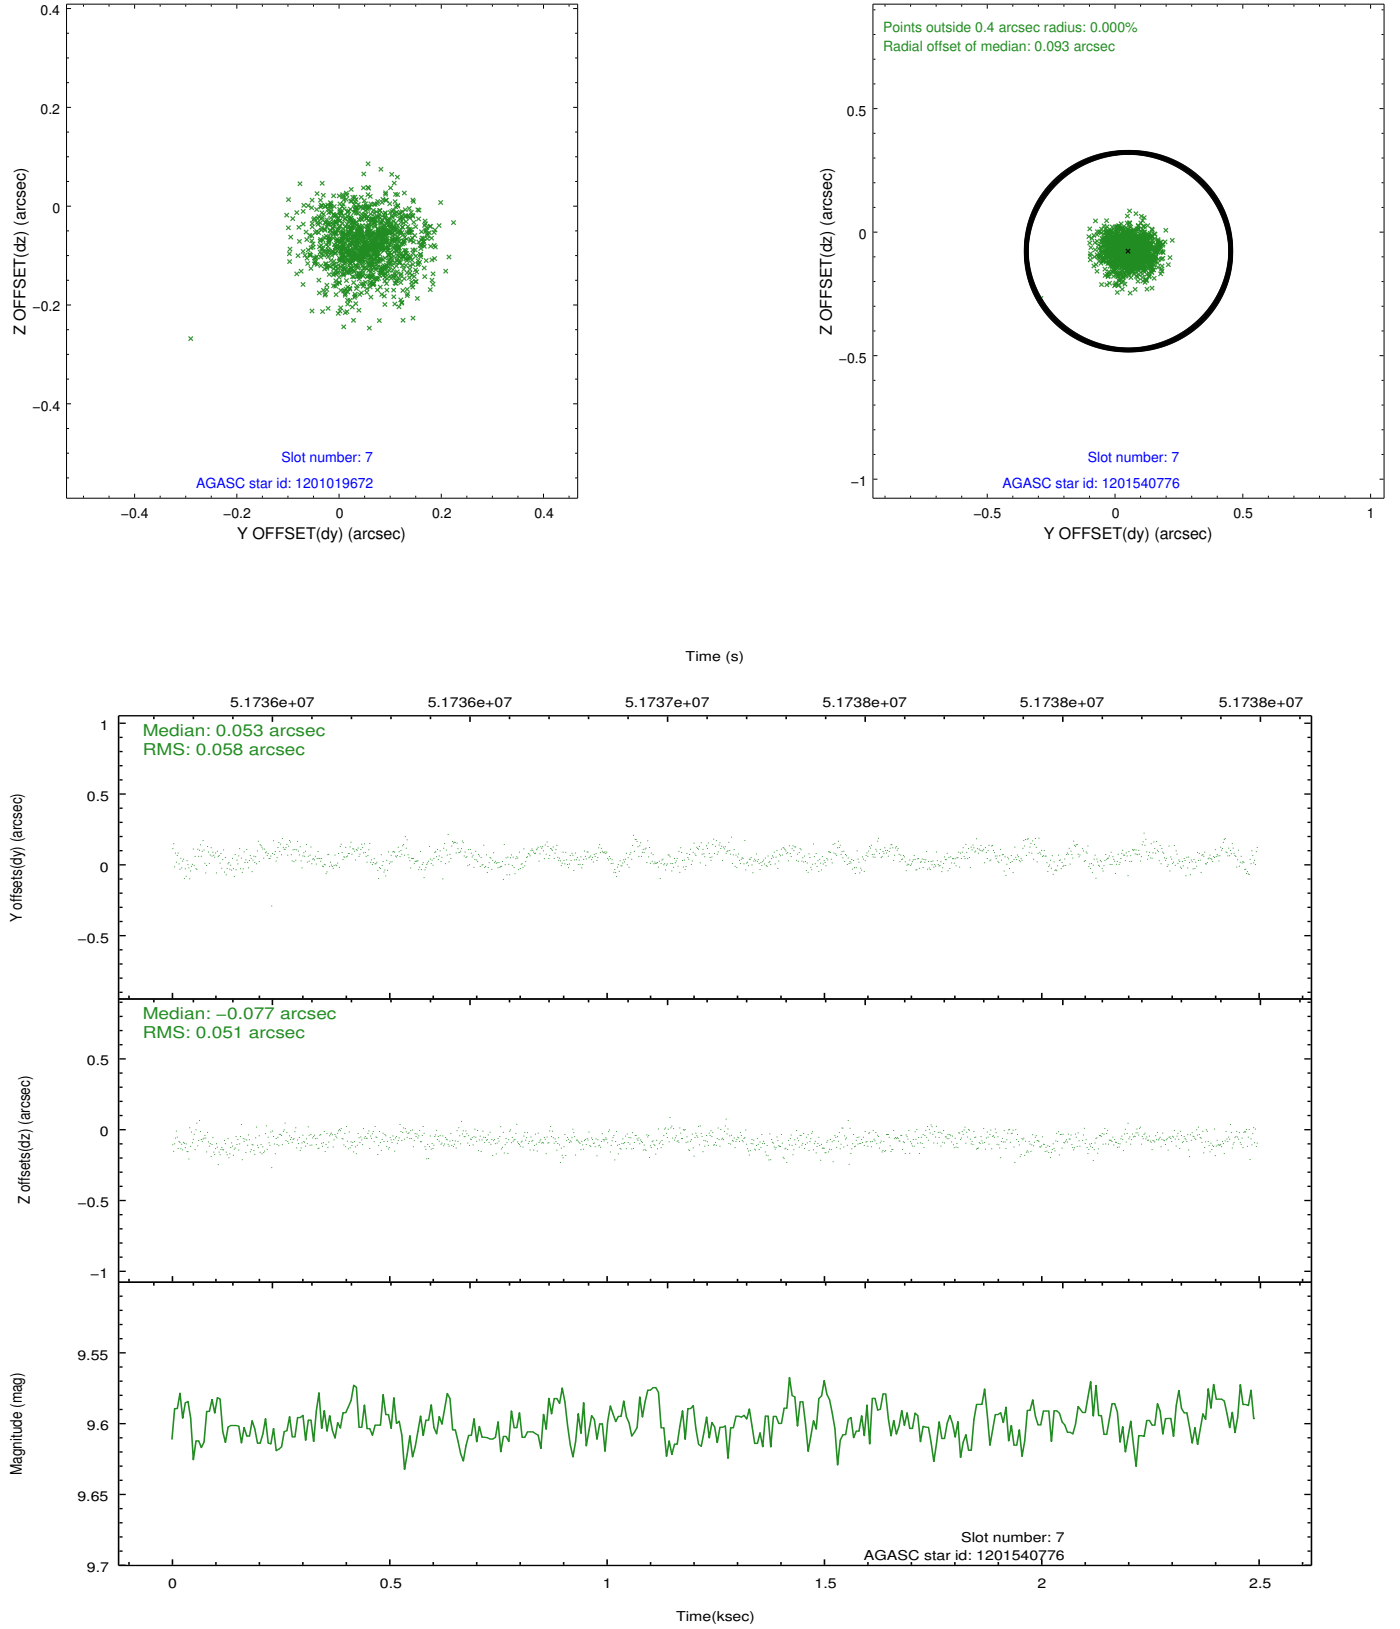 0.4
0.2
0
−0.2
−0.4
Z OFFSET(dz) (arcsec)
Slot number: 7
AGASC star id: 1201019672
−0.4
−0.2
0
0.2
0.4
Y OFFSET(dy) (arcsec)
Points outside 0.4 arcsec radius: 0.000%
Radial offset of median: 0.093 arcsec
0.5
0
−0.5
−1
Z OFFSET(dz) (arcsec)
Slot number: 7
AGASC star id: 1201540776
−0.5
0
0.5
1
Y OFFSET(dy) (arcsec)
Time (s)
5.1736e+07
5.1736e+07
5.1737e+07
5.1738e+07
5.1738e+07
5.1738e+07
Median: 0.053 arcsec
RMS: 0.058 arcsec
1
0.5
0
−0.5
Y offsets(dy) (arcsec)
Median: −0.077 arcsec
RMS: 0.051 arcsec
0.5
0
−0.5
−1
Z offsets(dz) (arcsec)
9.55
9.6
9.65
9.7
Magnitude (mag)
Slot number: 7
AGASC star id: 1201540776
0
0.5
1
1.5
2
2.5
Time(ksec)